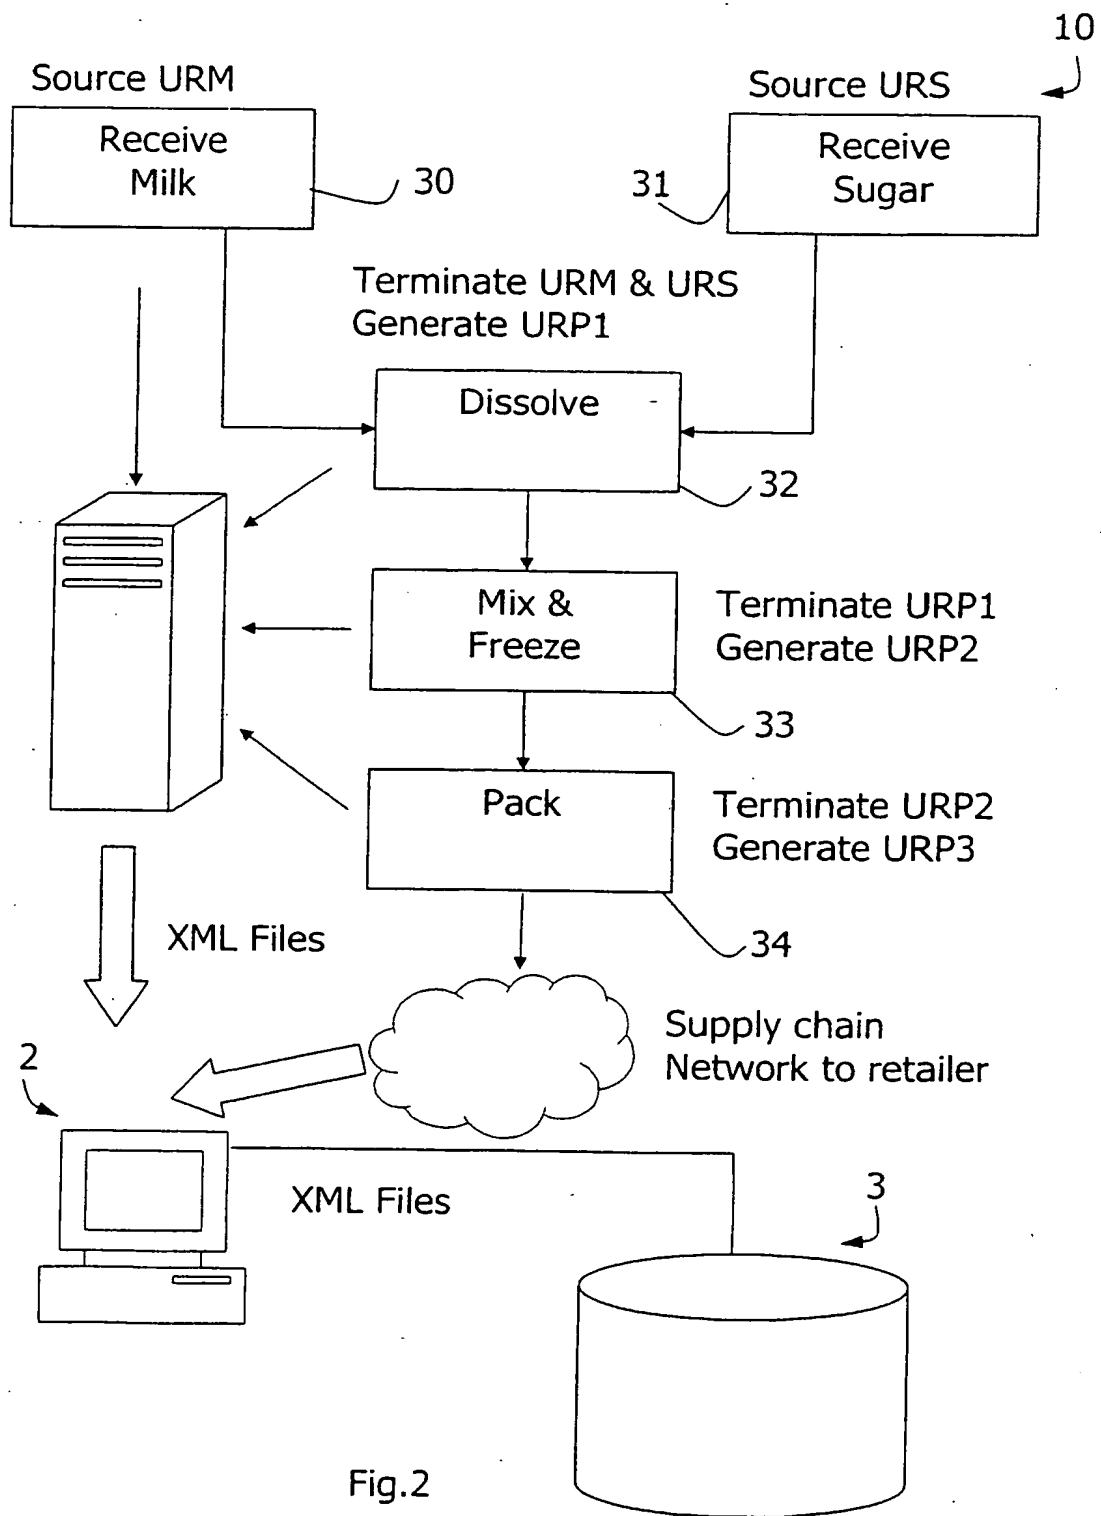 10
Source URM
Source URS
Receive
Milk
30
31
Receive
Sugar
Terminate URM & URS
Generate URP1
Dissolve
32
Mix &
Freeze
Terminate URP1
Generate URP2
33
Pack
Terminate URP2
Generate URP3
34
XML Files
Supply chain
Network to retailer
2
XML Files
3
Fig.2